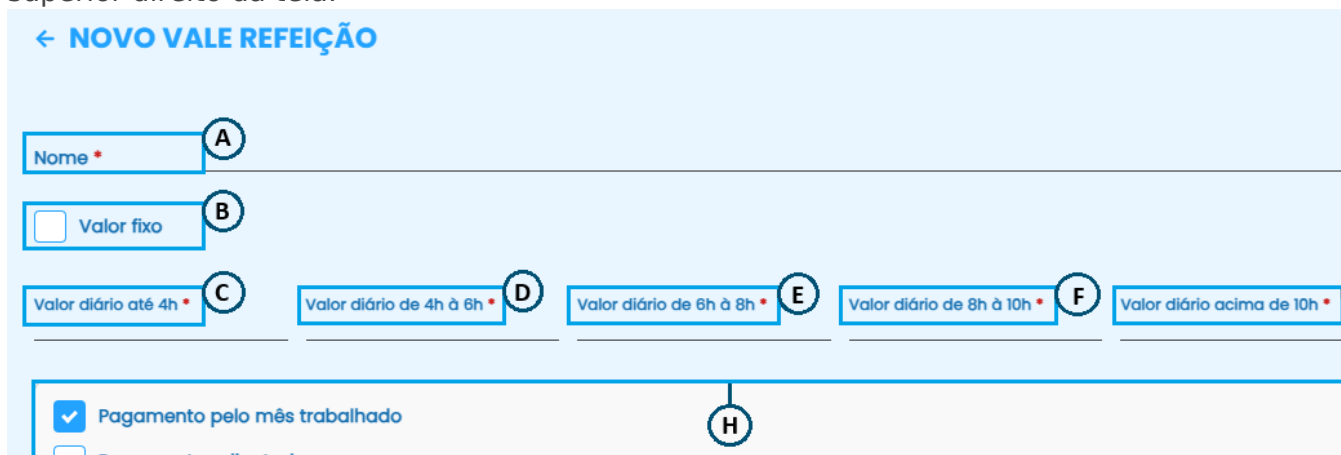 ← NOVO VALE REFEIÇÃO
A
Nome *
B
Valor fixo
C D E F
Valor diário até 4h * Valor diário de 4h à 6h * Valor diário de 6h à 8h * Valor diário de 8h à 10h * Valor diário acima de 10h *
Pagamento pelo mês trabalhado
H